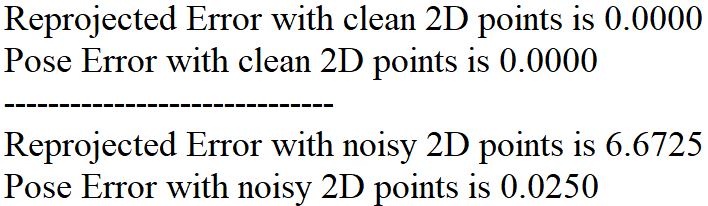 Reprojected Error with clean 2D points is 0.0000
Pose Error with clean 2D points is 0.0000
------------------------------
Reprojected Error with noisy 2D points is 6.6725
Pose Error with noisy 2D points is 0.0250